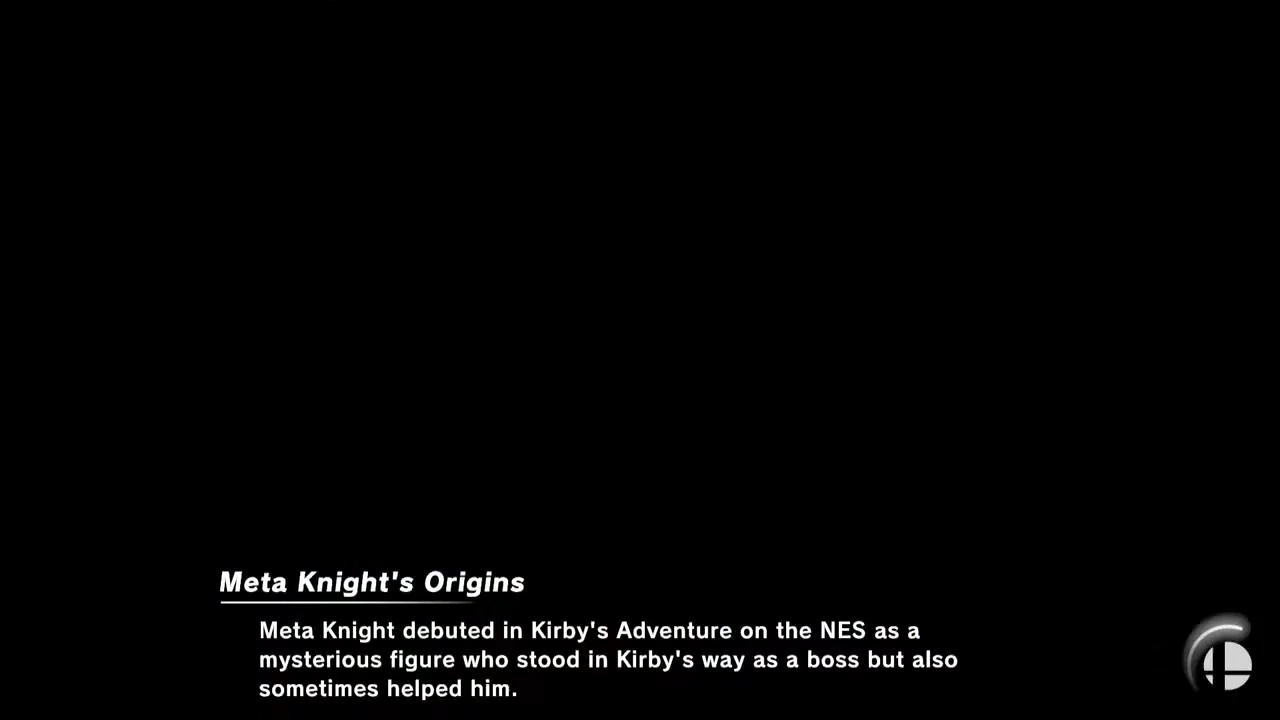 Meta Knight's Origins
Meta Knight debuted in Kirby's Adventure on the NES as a
mysterious figure who stood in Kirby's way as a boss but also
sometimes helped him.